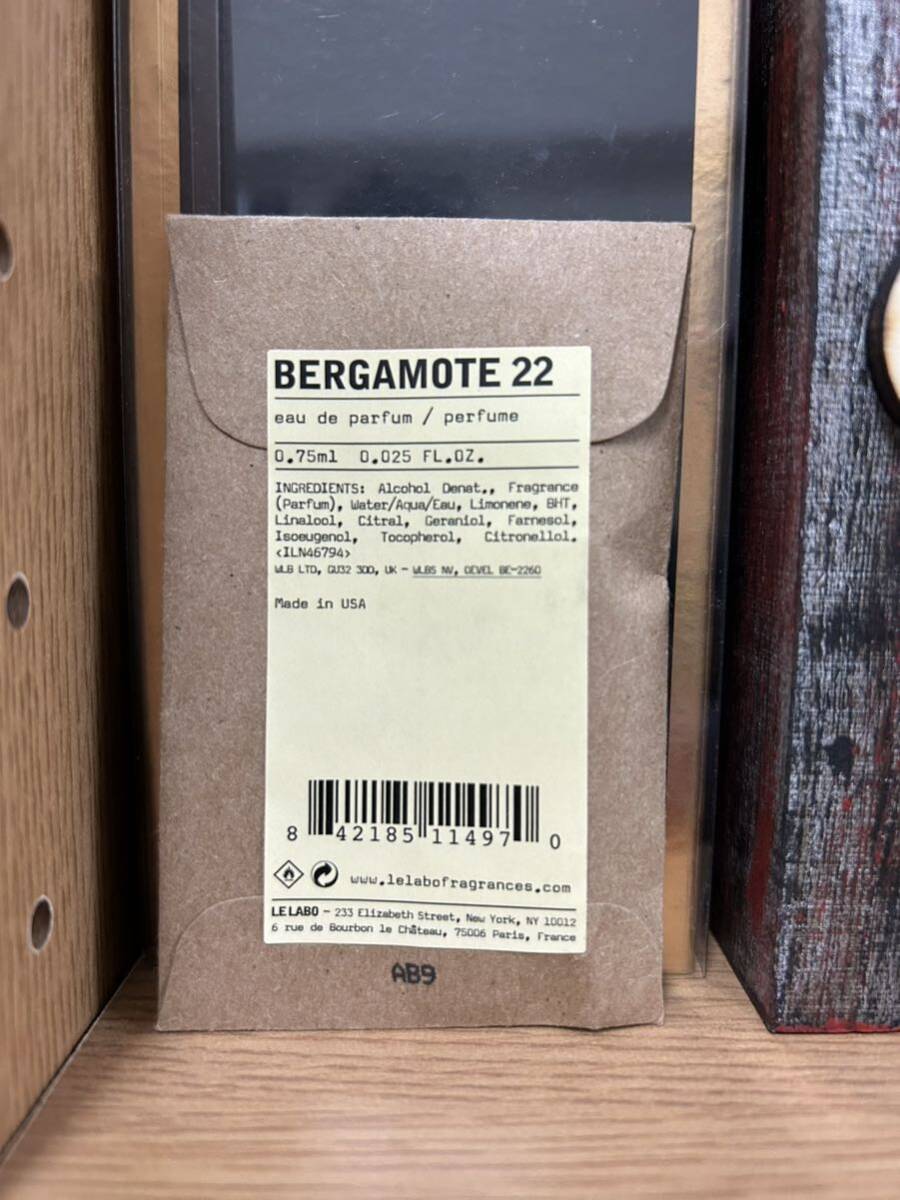 BERGAMOTE 22
eau de parfum / perfume
0.75ml 0.025 FL.OZ.
INGREDIENTS: Alcohol Denat., Fragrance
(Parfum), Water/Aqua/Eau, Limonene, BHT,
Linalool, Citral, Geraniol, Farnesol,
Isoeugenol, Tocopherol, Citronellol.
<ILN46794>
WLB LTD, GU32 3QQ, UK - WLBS NV, DEVEL BE-2260
Made in USA
8 42185 11497 0
www.lelabofragrances.com
LE LABO - 233 Elizabeth Street, New York, NY 10012
6 rue de Bourbon le Château, 75006 Paris, France
AB9